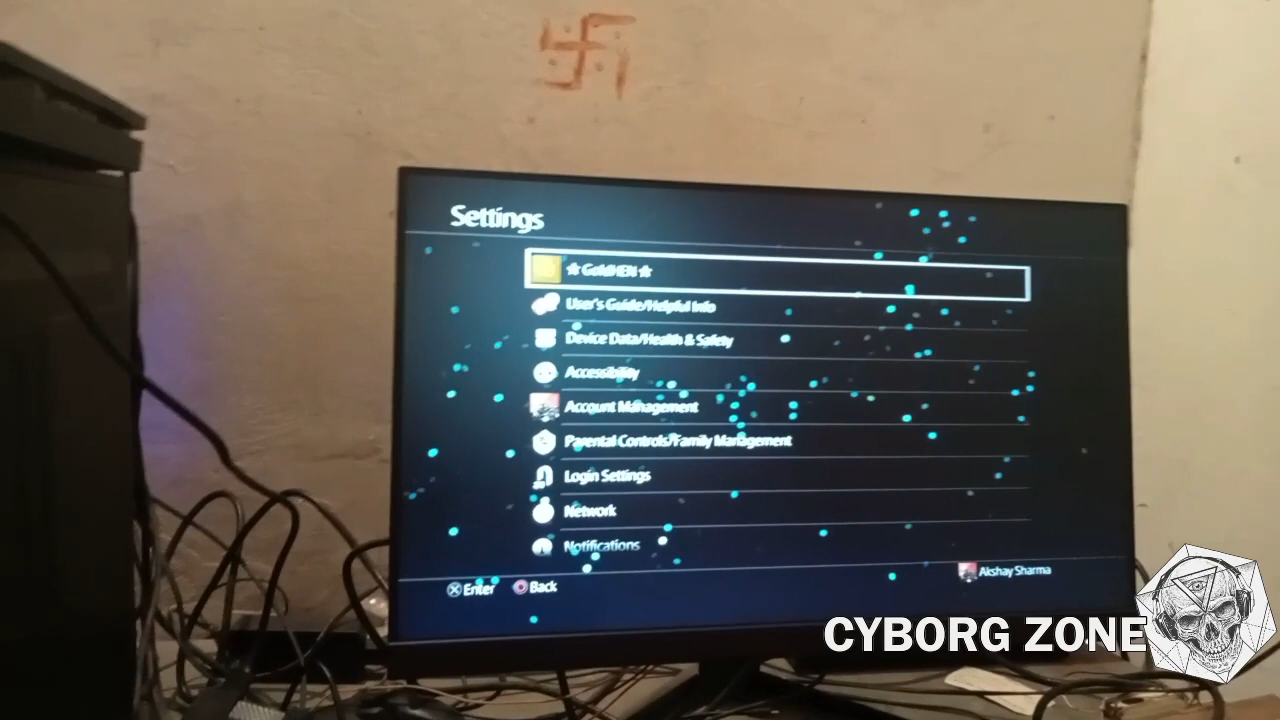 Settings
★ GoldHEN ★
User's Guide/Helpful Info
Device Data/Health & Safety
Accessibility
Account Management
Parental Controls/Family Management
Login Settings
Network
Notifications
Akshay Sharma
Enter Back
CYBORG ZONE